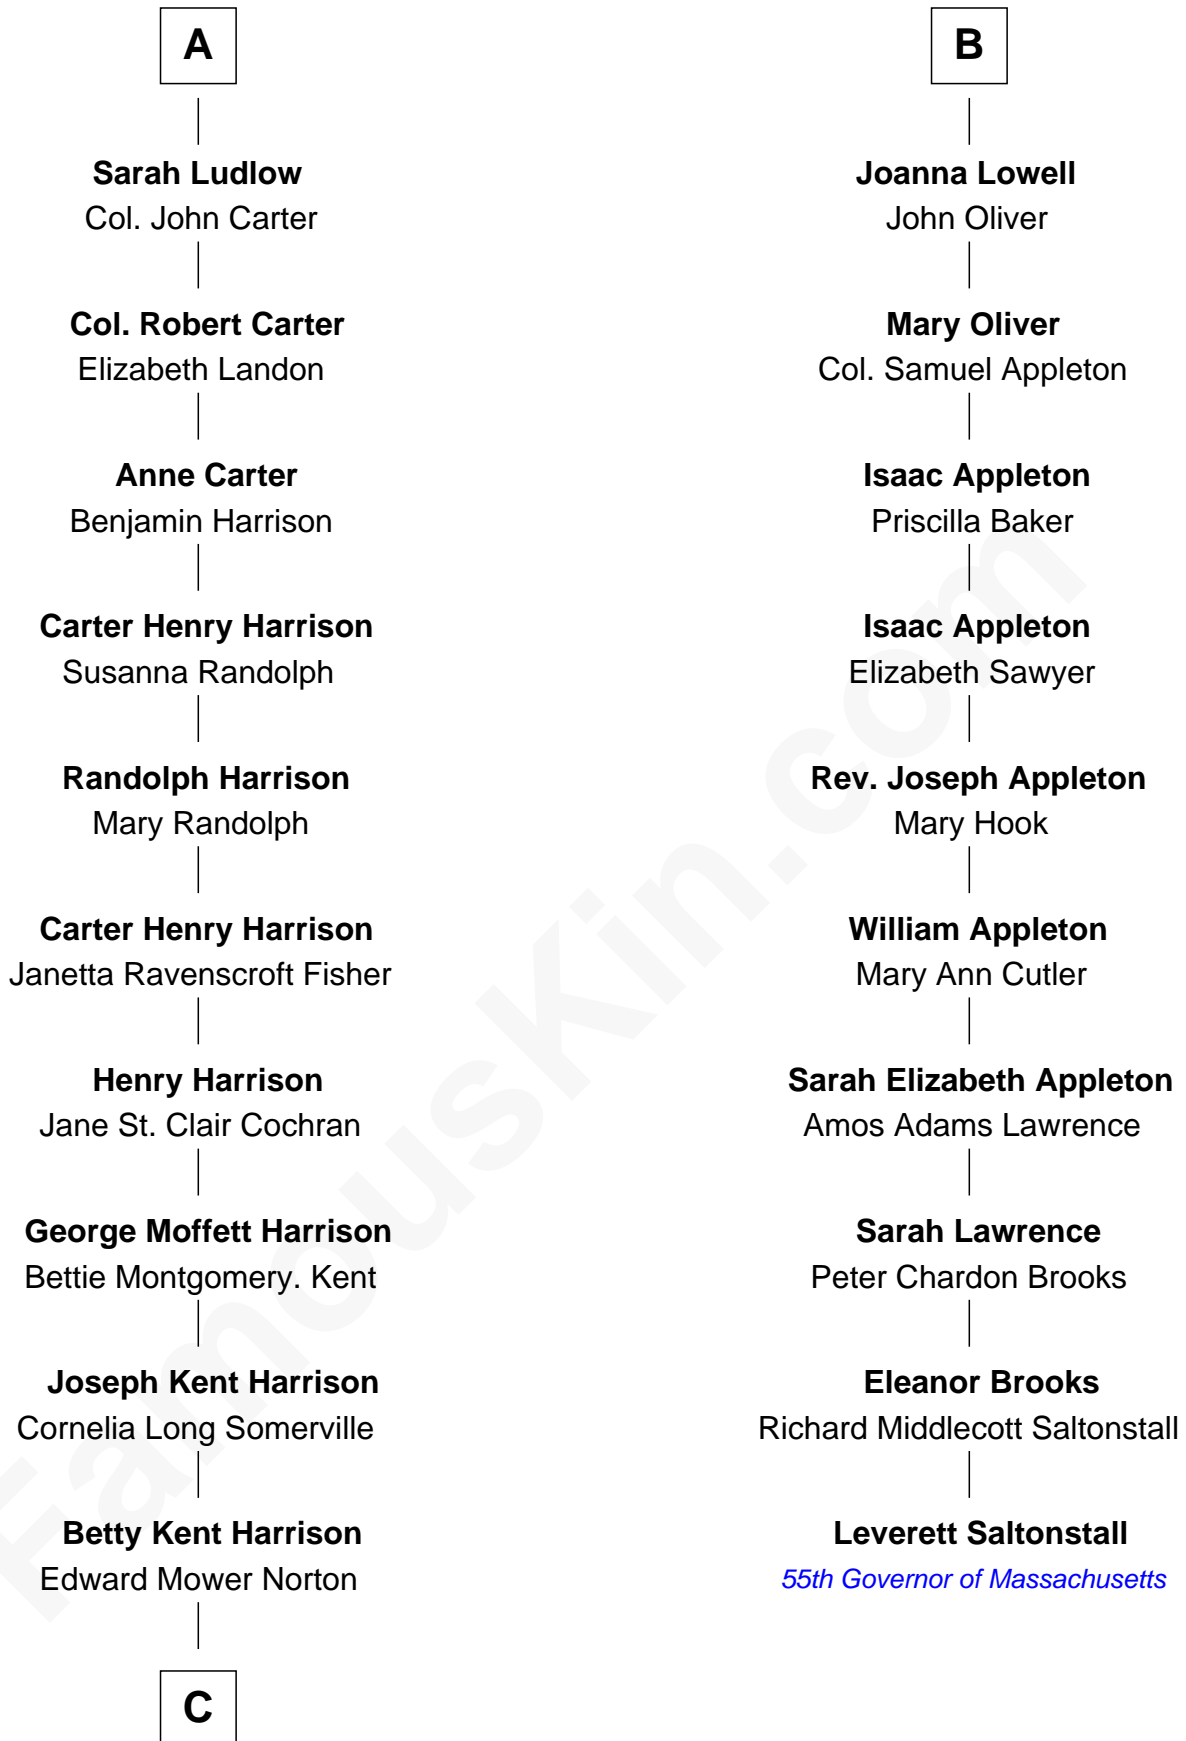 A
Sarah Ludlow
Col. John Carter
Col. Robert Carter
Elizabeth Landon
Anne Carter
Benjamin Harrison
Carter Henry Harrison
Susanna Randolph
Randolph Harrison
Mary Randolph
Carter Henry Harrison
Janetta Ravenscroft Fisher
Henry Harrison
Jane St. Clair Cochran
George Moffett Harrison
Bettie Montgomery. Kent
Joseph Kent Harrison
Cornelia Long Somerville
Betty Kent Harrison
Edward Mower Norton
C
B
Joanna Lowell
John Oliver
Mary Oliver
Col. Samuel Appleton
Isaac Appleton
Priscilla Baker
Isaac Appleton
Elizabeth Sawyer
Rev. Joseph Appleton
Mary Hook
William Appleton
Mary Ann Cutler
Sarah Elizabeth Appleton
Amos Adams Lawrence
Sarah Lawrence
Peter Chardon Brooks
Eleanor Brooks
Richard Middlecott Saltonstall
Leverett Saltonstall
55th Governor of Massachusetts
FamousKin.com